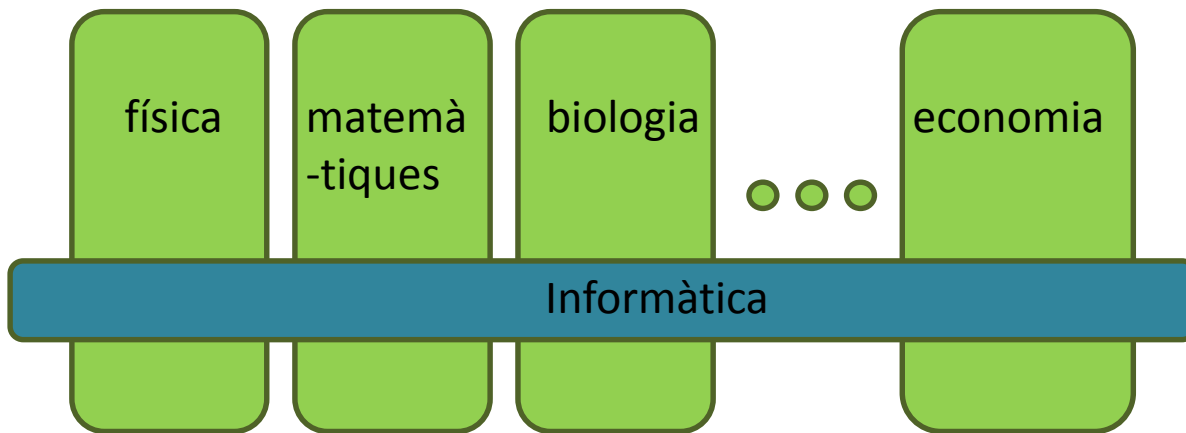 física
matemà
-tiques
biologia
economia
Informàtica